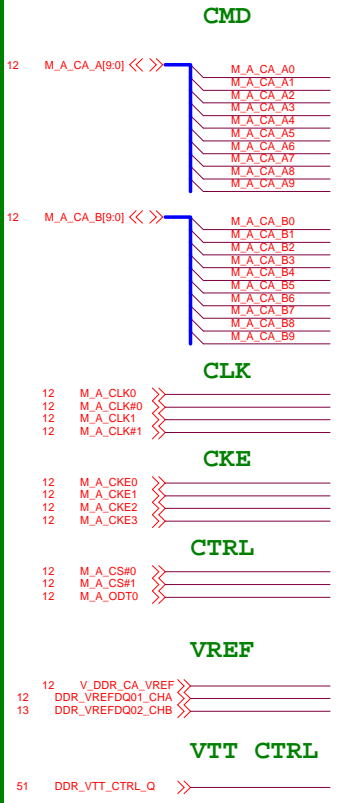 CMD
12 M_A_CA_A[9:0]
M_A_CA_A0
M_A_CA_A1
M_A_CA_A2
M_A_CA_A3
M_A_CA_A4
M_A_CA_A5
M_A_CA_A6
M_A_CA_A7
M_A_CA_A8
M_A_CA_A9
12 M_A_CA_B[9:0]
M_A_CA_B0
M_A_CA_B1
M_A_CA_B2
M_A_CA_B3
M_A_CA_B4
M_A_CA_B5
M_A_CA_B6
M_A_CA_B7
M_A_CA_B8
M_A_CA_B9
CLK
12 M_A_CLK0
12 M_A_CLK#0
12 M_A_CLK1
12 M_A_CLK#1
CKE
12 M_A_CKE0
12 M_A_CKE1
12 M_A_CKE2
12 M_A_CKE3
CTRL
12 M_A_CS#0
12 M_A_CS#1
12 M_A_ODT0
VREF
12 V_DDR_CA_VREF
12 DDR_VREFDQ01_CHA
13 DDR_VREFDQ02_CHB
VTT CTRL
51 DDR_VTT_CTRL_Q